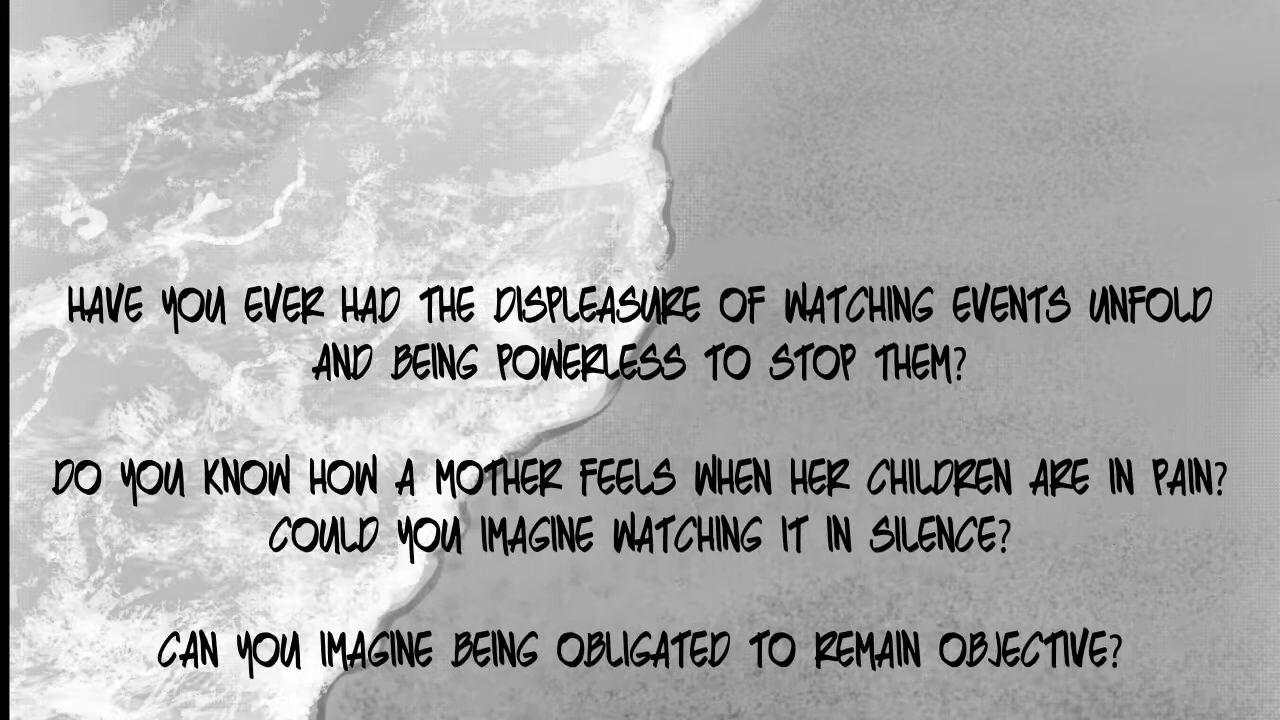 HAVE YOU EVER HAD THE DISPLEASURE OF WATCHING EVENTS UNFOLD
AND BEING POWERLESS TO STOP THEM?
DO YOU KNOW HOW A MOTHER FEELS WHEN HER CHILDREN ARE IN PAIN?
COULD YOU IMAGINE WATCHING IT IN SILENCE?
CAN YOU IMAGINE BEING OBLIGATED TO REMAIN OBJECTIVE?